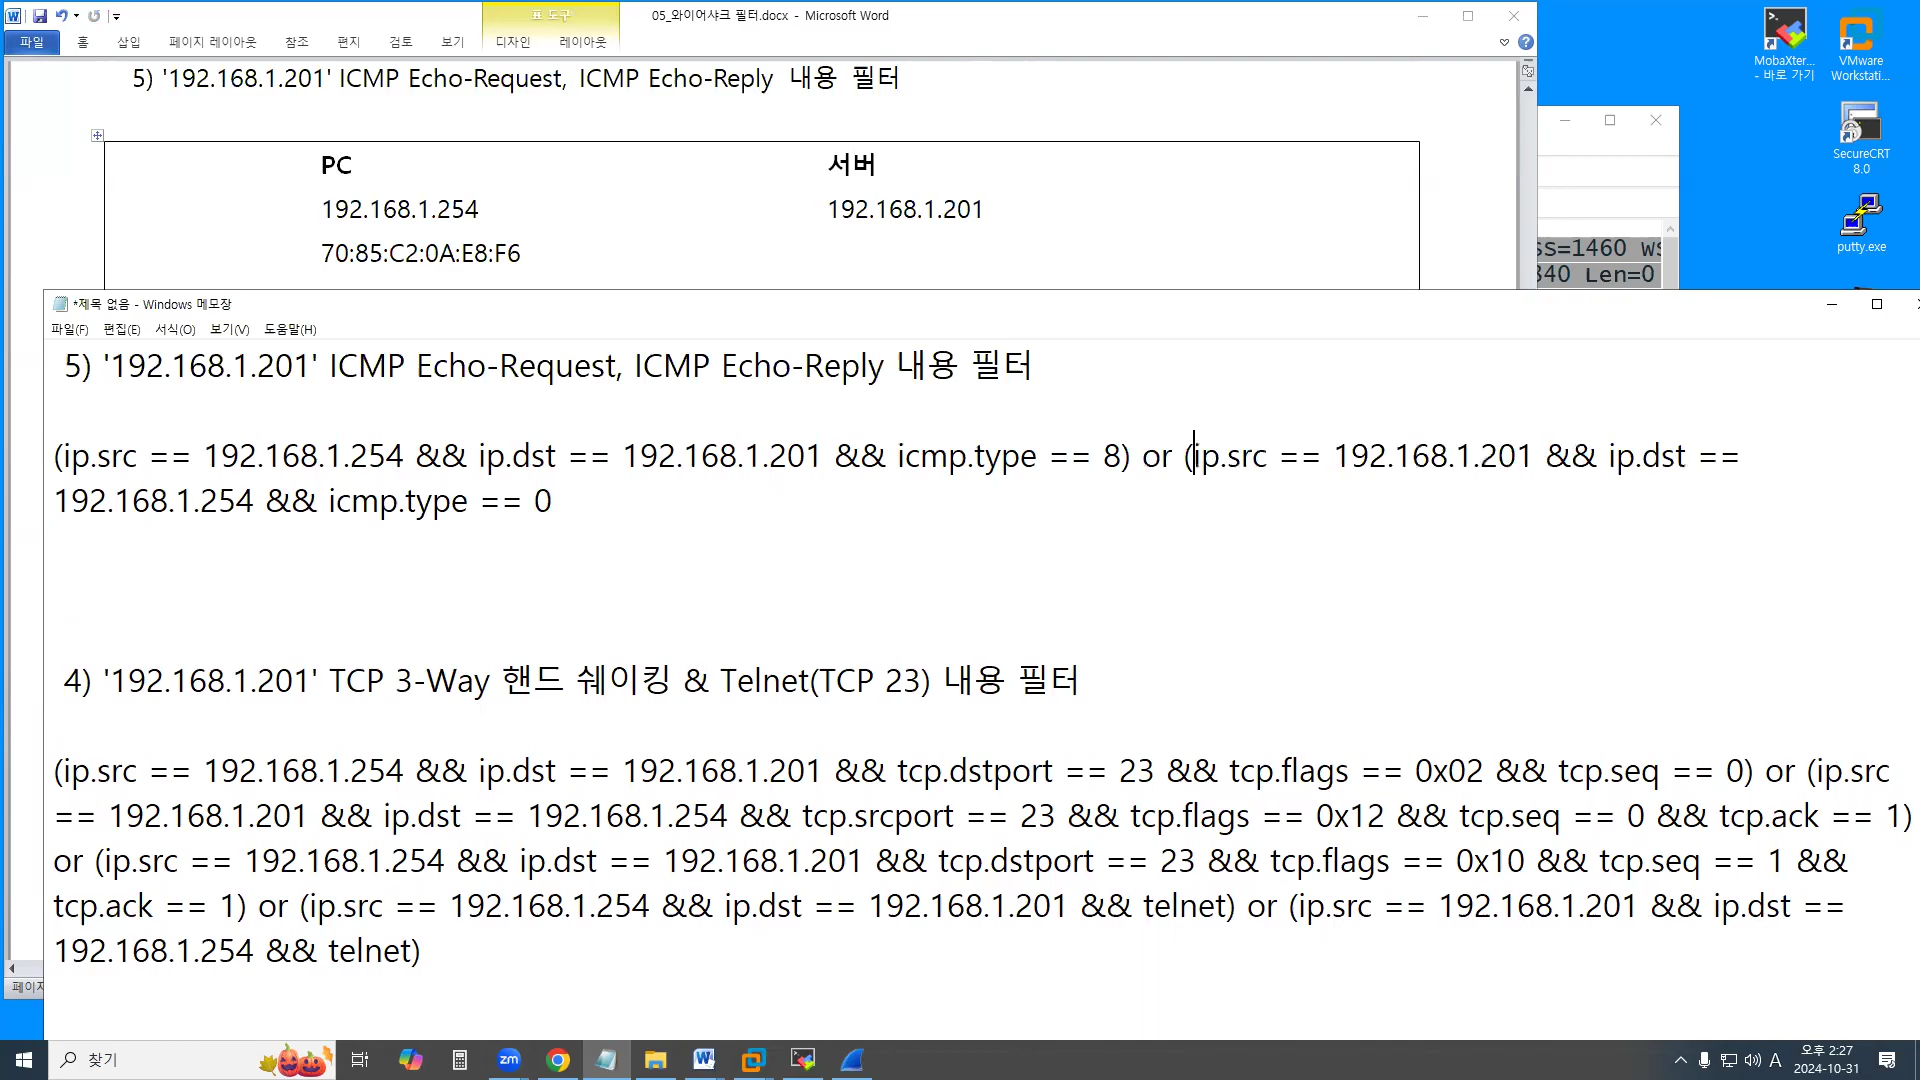 표 도구
05_와이어샤크 필터.docx - Microsoft Word
파일 홈 삽입 페이지 레이아웃 참조 편지 검토 보기 디자인 레이아웃
MobaXter... - 바로 가기
VMware Workstati...
SecureCRT 8.0
putty.exe
5) '192.168.1.201' ICMP Echo-Request, ICMP Echo-Reply 내용 필터
PC 서버
192.168.1.254 192.168.1.201
70:85:C2:0A:E8:F6
=1460
340 Len=0
*제목 없음 - Windows 메모장
파일(F) 편집(E) 서식(O) 보기(V) 도움말(H)
5) '192.168.1.201' ICMP Echo-Request, ICMP Echo-Reply 내용 필터
(ip.src == 192.168.1.254 && ip.dst == 192.168.1.201 && icmp.type == 8) or (ip.src == 192.168.1.201 && ip.dst ==
192.168.1.254 && icmp.type == 0
4) '192.168.1.201' TCP 3-Way 핸드 쉐이킹 & Telnet(TCP 23) 내용 필터
(ip.src == 192.168.1.254 && ip.dst == 192.168.1.201 && tcp.dstport == 23 && tcp.flags == 0x02 && tcp.seq == 0) or (ip.src
== 192.168.1.201 && ip.dst == 192.168.1.254 && tcp.srcport == 23 && tcp.flags == 0x12 && tcp.seq == 0 && tcp.ack == 1)
or (ip.src == 192.168.1.254 && ip.dst == 192.168.1.201 && tcp.dstport == 23 && tcp.flags == 0x10 && tcp.seq == 1 &&
tcp.ack == 1) or (ip.src == 192.168.1.254 && ip.dst == 192.168.1.201 && telnet) or (ip.src == 192.168.1.201 && ip.dst ==
192.168.1.254 && telnet)
페이지
찾기
zm
A
오후 2:27
2024-10-31